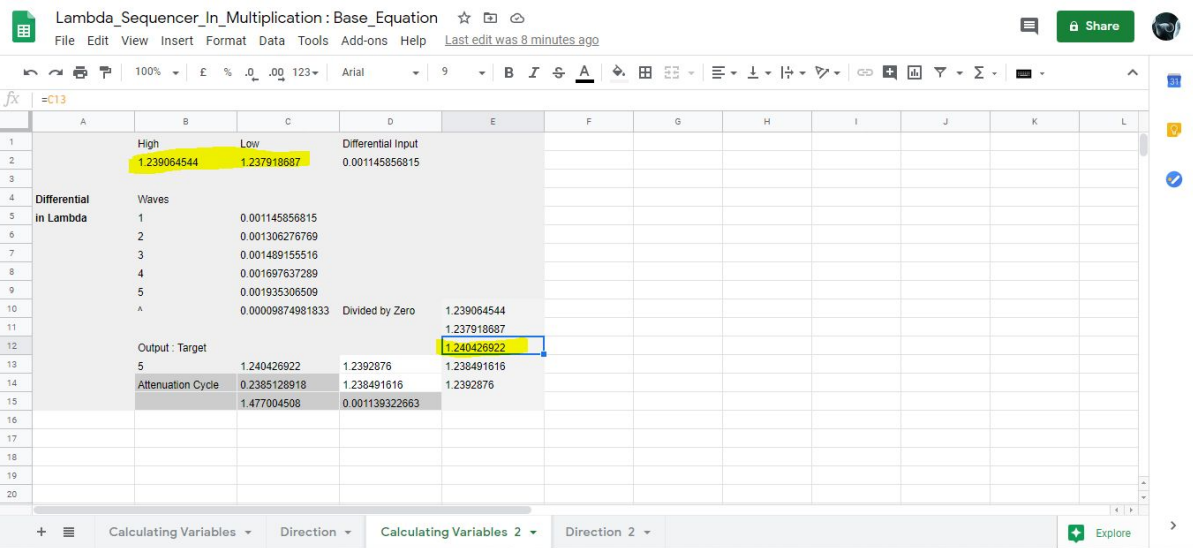 Lambda_Sequencer_In_Multiplication : Base_Equation
Share
File Edit View Insert Format Data Tools Add-ons Help Last edit was 8 minutes ago
100% £ % .0 .00 123 Arial 9 B I S A Σ 31
fx =C13
A B C D E F G H I J K L
1 High Low Differential Input
2 1.239064544 1.237918687 0.001145856815
3
4 Differential Waves
5 in Lambda 1 0.001145856815
6 2 0.001306276769
7 3 0.001489155516
8 4 0.001697637289
9 5 0.001935306509
10 ^ 0.00009874981833 Divided by Zero 1.239064544
11 1.237918687
12 Output : Target 1.240426922
13 5 1.240426922 1.2392876 1.238491616
14 Attenuation Cycle 0.2385128918 1.238491616 1.2392876
15 1.477004508 0.001139322663
16
17
18
19
20
Calculating Variables Direction Calculating Variables 2 Direction 2 Explore